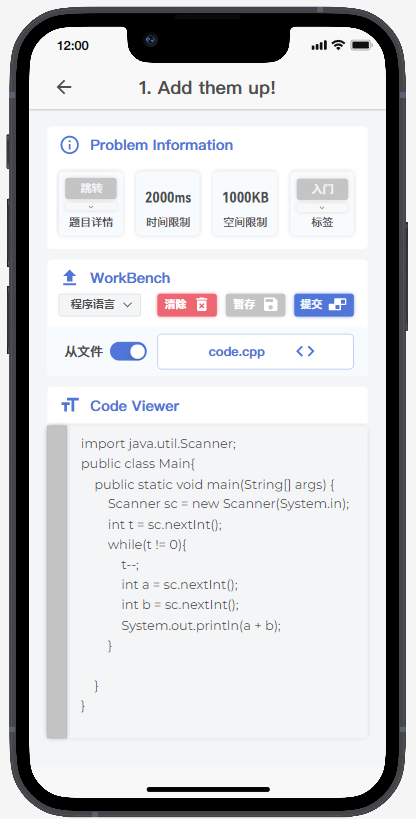 12:00
1. Add them up!
Problem Information
跳转 2000ms 1000KB 入门
题目详情 时间限制 空间限制 标签
WorkBench
程序语言 清除 暂存 提交
从文件 code.cpp
Code Viewer
import java.util.Scanner;
public class Main{
public static void main(String[] args) {
Scanner sc = new Scanner(System.in);
int t = sc.nextInt();
while(t != 0){
t--;
int a = sc.nextInt();
int b = sc.nextInt();
System.out.println(a + b);
}
}
}